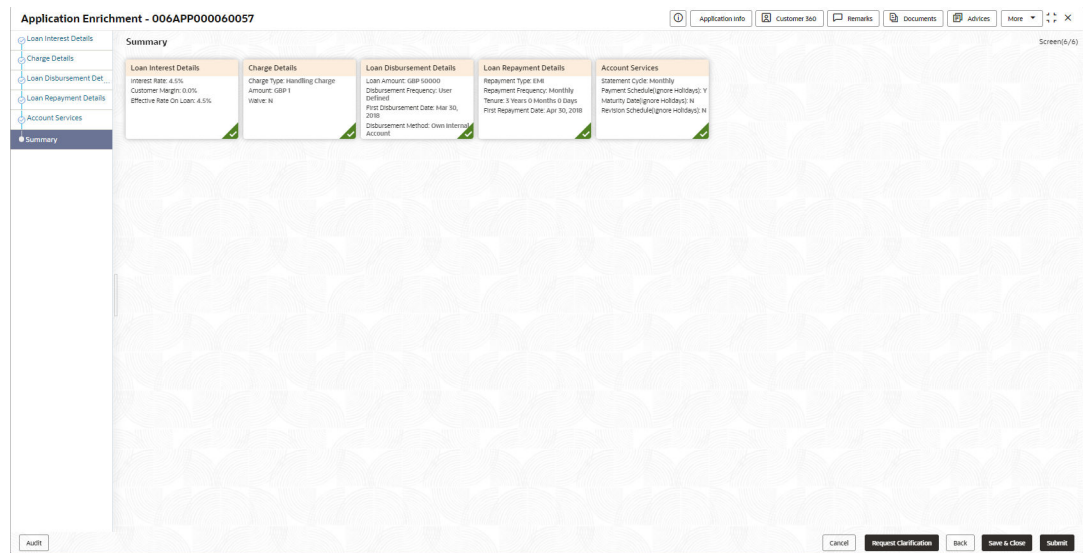 Application Enrichment - 006APP000060057
Application Info
Customer 360
Remarks
Documents
Advices
More
Loan Interest Details
Charge Details
Loan Disbursement Det...
Loan Repayment Details
Account Services
Summary
Summary
Screen(6/6)
Loan Interest Details
Interest Rate: 4.5%
Customer Margin: 0.0%
Effective Rate On Loan: 4.5%
Charge Details
Charge Type: Handling Charge
Amount: GBP 1
Waive: N
Loan Disbursement Details
Loan Amount: GBP 50000
Disbursement Frequency: User
Defined
First Disbursement Date: Mar 30,
2018
Disbursement Method: Own Internal
Account
Loan Repayment Details
Repayment Type: EMI
Repayment Frequency: Monthly
Tenure: 3 Years 0 Months 0 Days
First Repayment Date: Apr 30, 2018
Account Services
Statement Cycle: Monthly
Payment Schedule(Ignore Holidays): Y
Maturity Date(Ignore Holidays): N
Revision Schedule(Ignore Holidays): N
Audit
Cancel
Request Clarification
Back
Save & Close
Submit